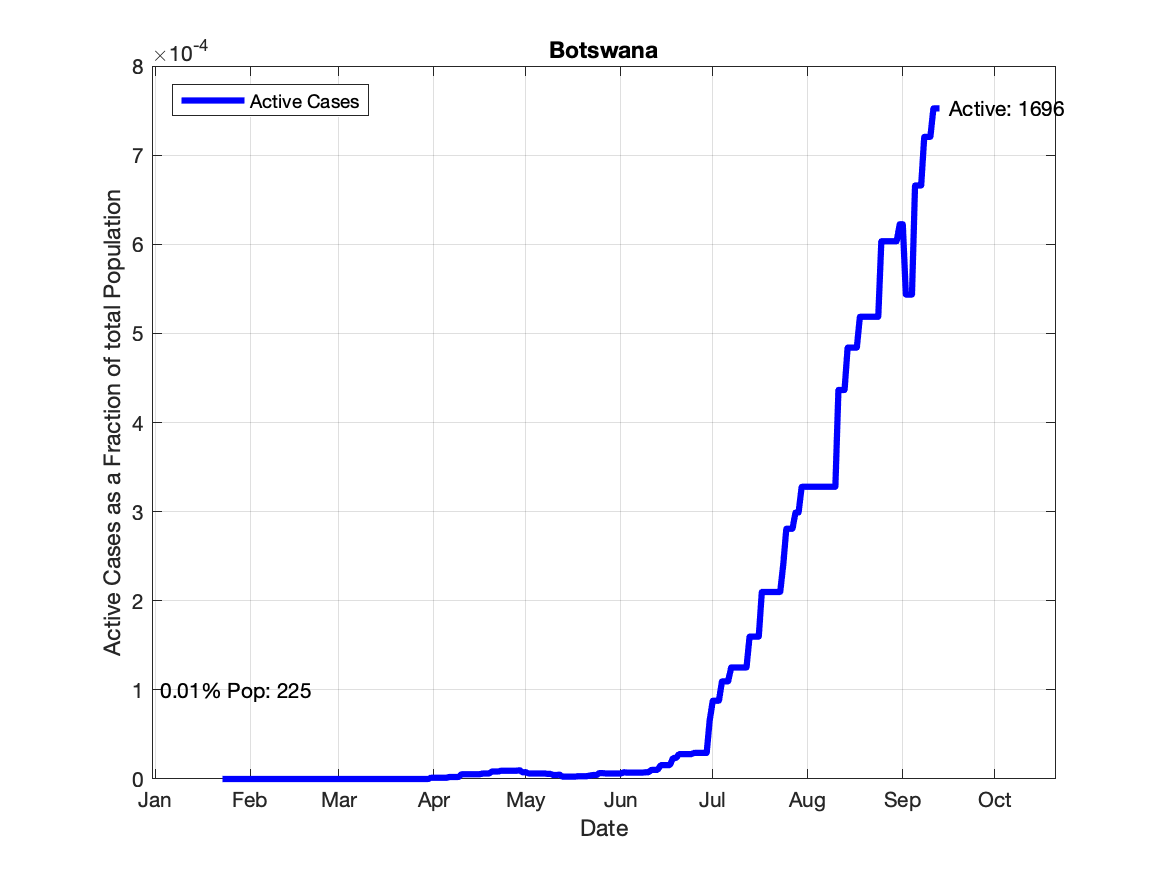 Botswana
×10-4
Active Cases
Active: 1696
8
7
6
5
4
3
2
1
0
0.01% Pop: 225
Active Cases as a Fraction of total Population
Jan Feb Mar Apr May Jun Jul Aug Sep Oct
Date